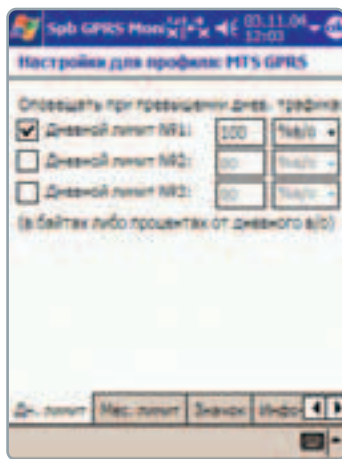 Spb GPRS Mon 03.11.04
12:03
Настройки для профиля: MTS GPRS
Оповещать при превышении днев. трафика:
Дневной лимит №1: 100 %а/о
Дневной лимит №2: %а/о
Дневной лимит №3: %а/о
(в байтах либо процентах от дневного а/о)
Дн. лимит Мес. лимит Значок Инфо